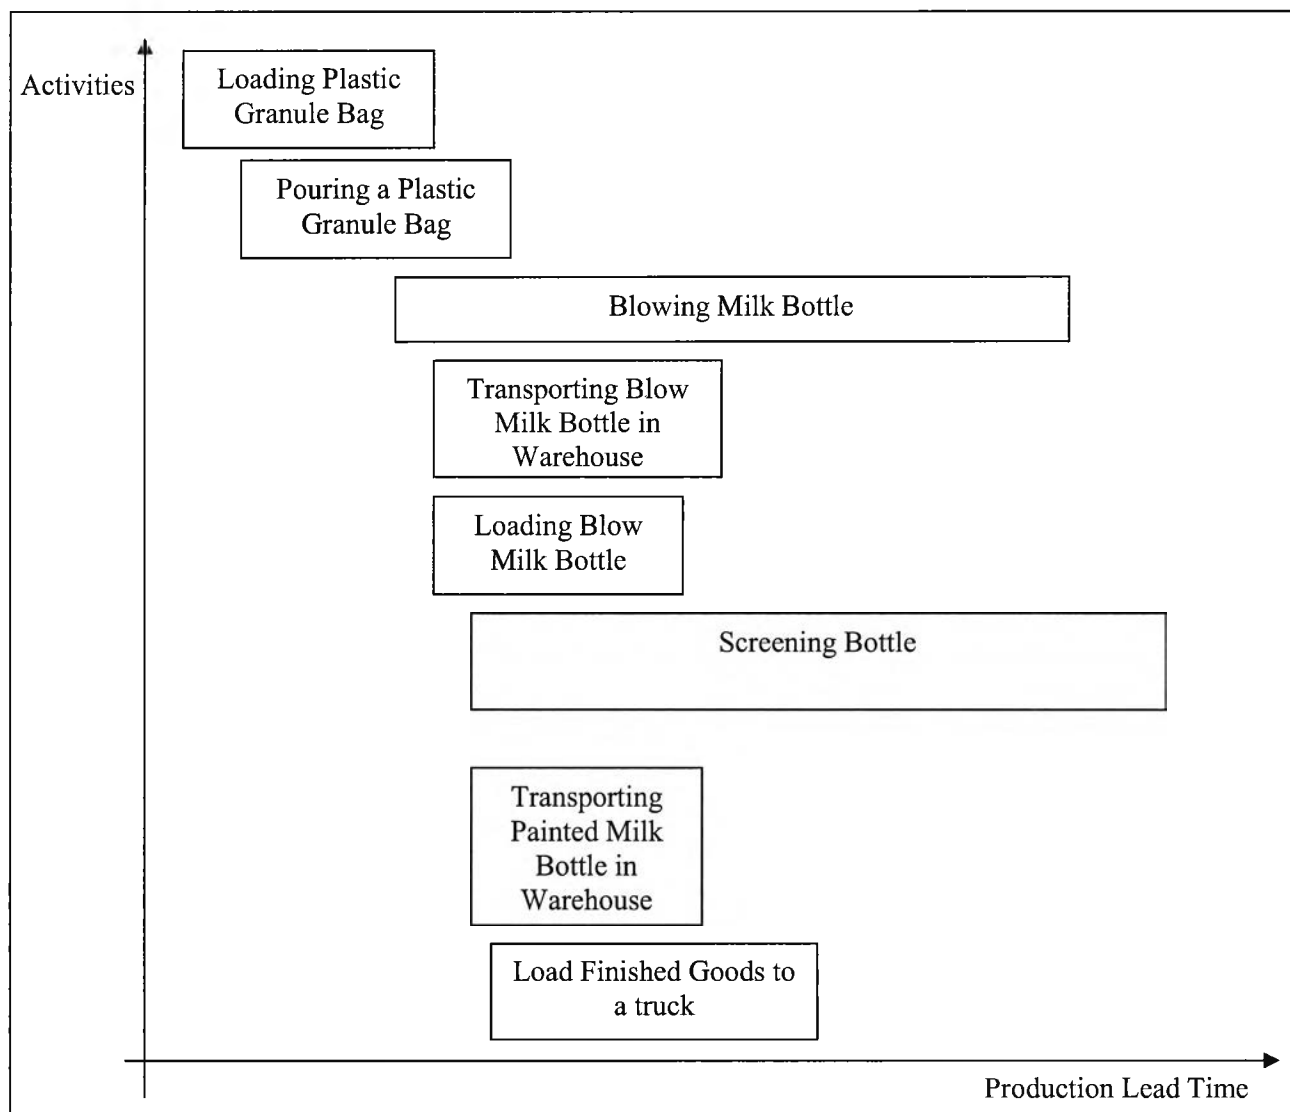 Activities
Loading Plastic
Granule Bag
Pouring a Plastic
Granule Bag
Blowing Milk Bottle
Transporting Blow
Milk Bottle in
Warehouse
Loading Blow
Milk Bottle
Screening Bottle
Transporting
Painted Milk
Bottle in
Warehouse
Load Finished Goods to
a truck
Production Lead Time